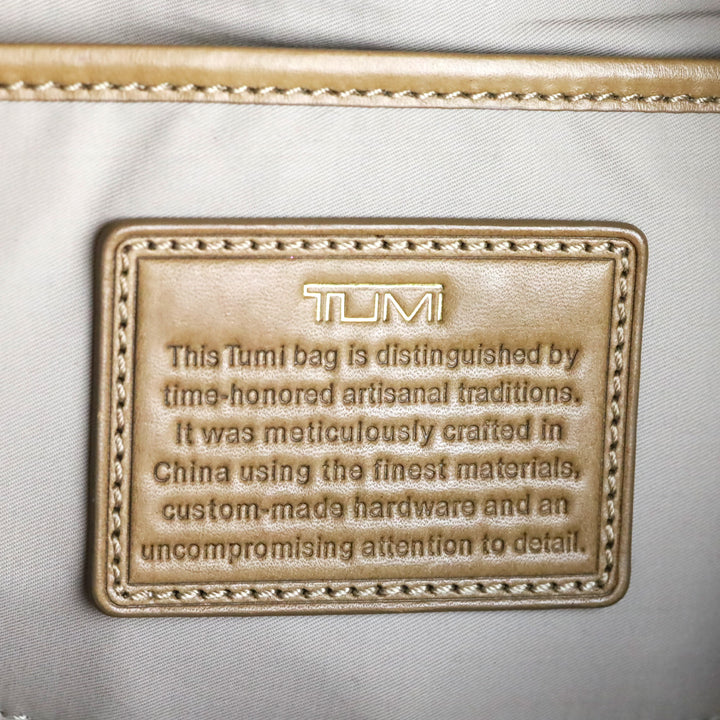 TUMI
This Tumi bag is distinguished by
time-honored artisanal traditions.
It was meticulously crafted in
China using the finest materials,
custom-made hardware and an
uncompromising attention to detail.